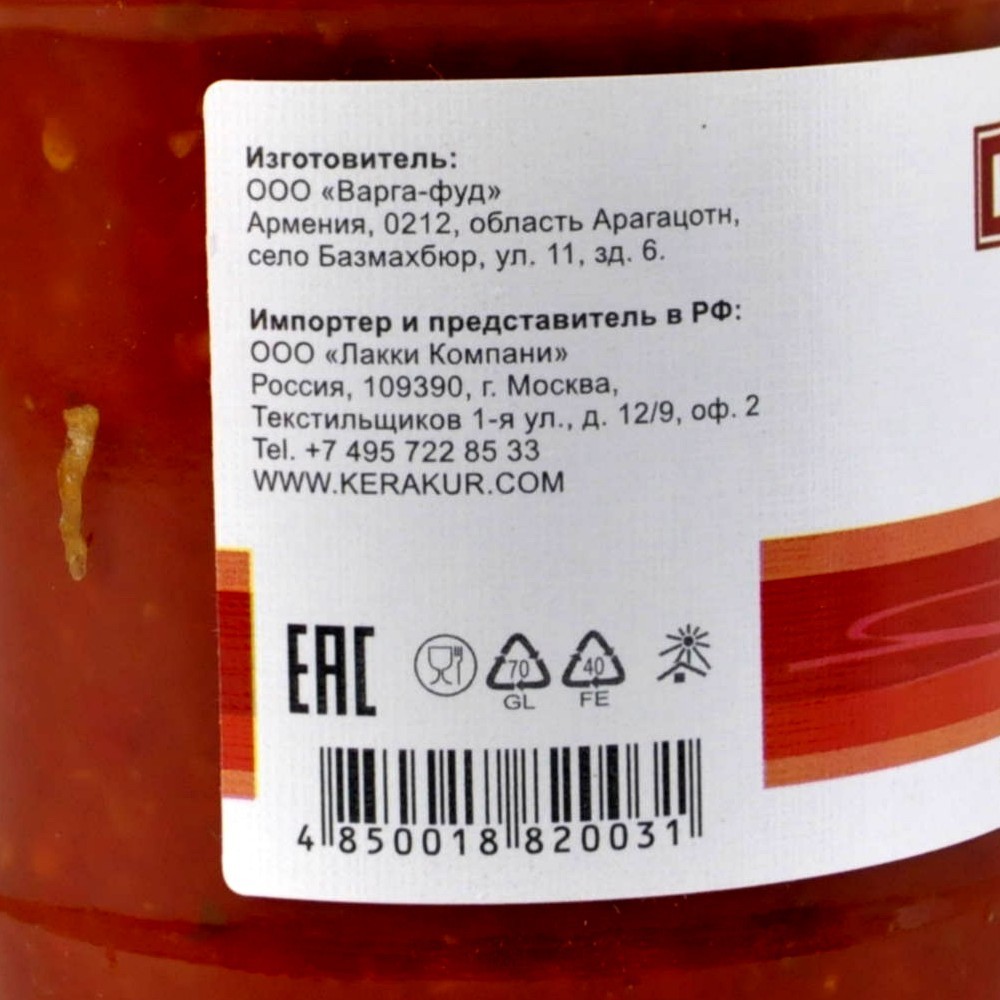 Изготовитель:
ООО «Варга-фуд»
Армения, 0212, область Арагацотн,
село Базмахбюр, ул. 11, зд. 6.
Импортер и представитель в РФ:
ООО «Лакки Компани»
Россия, 109390, г. Москва,
Текстильщиков 1-я ул., д. 12/9, оф. 2
Tel. +7 495 722 85 33
WWW.KERAKUR.COM
EAC
70 40
GL FE
4 850018 820031